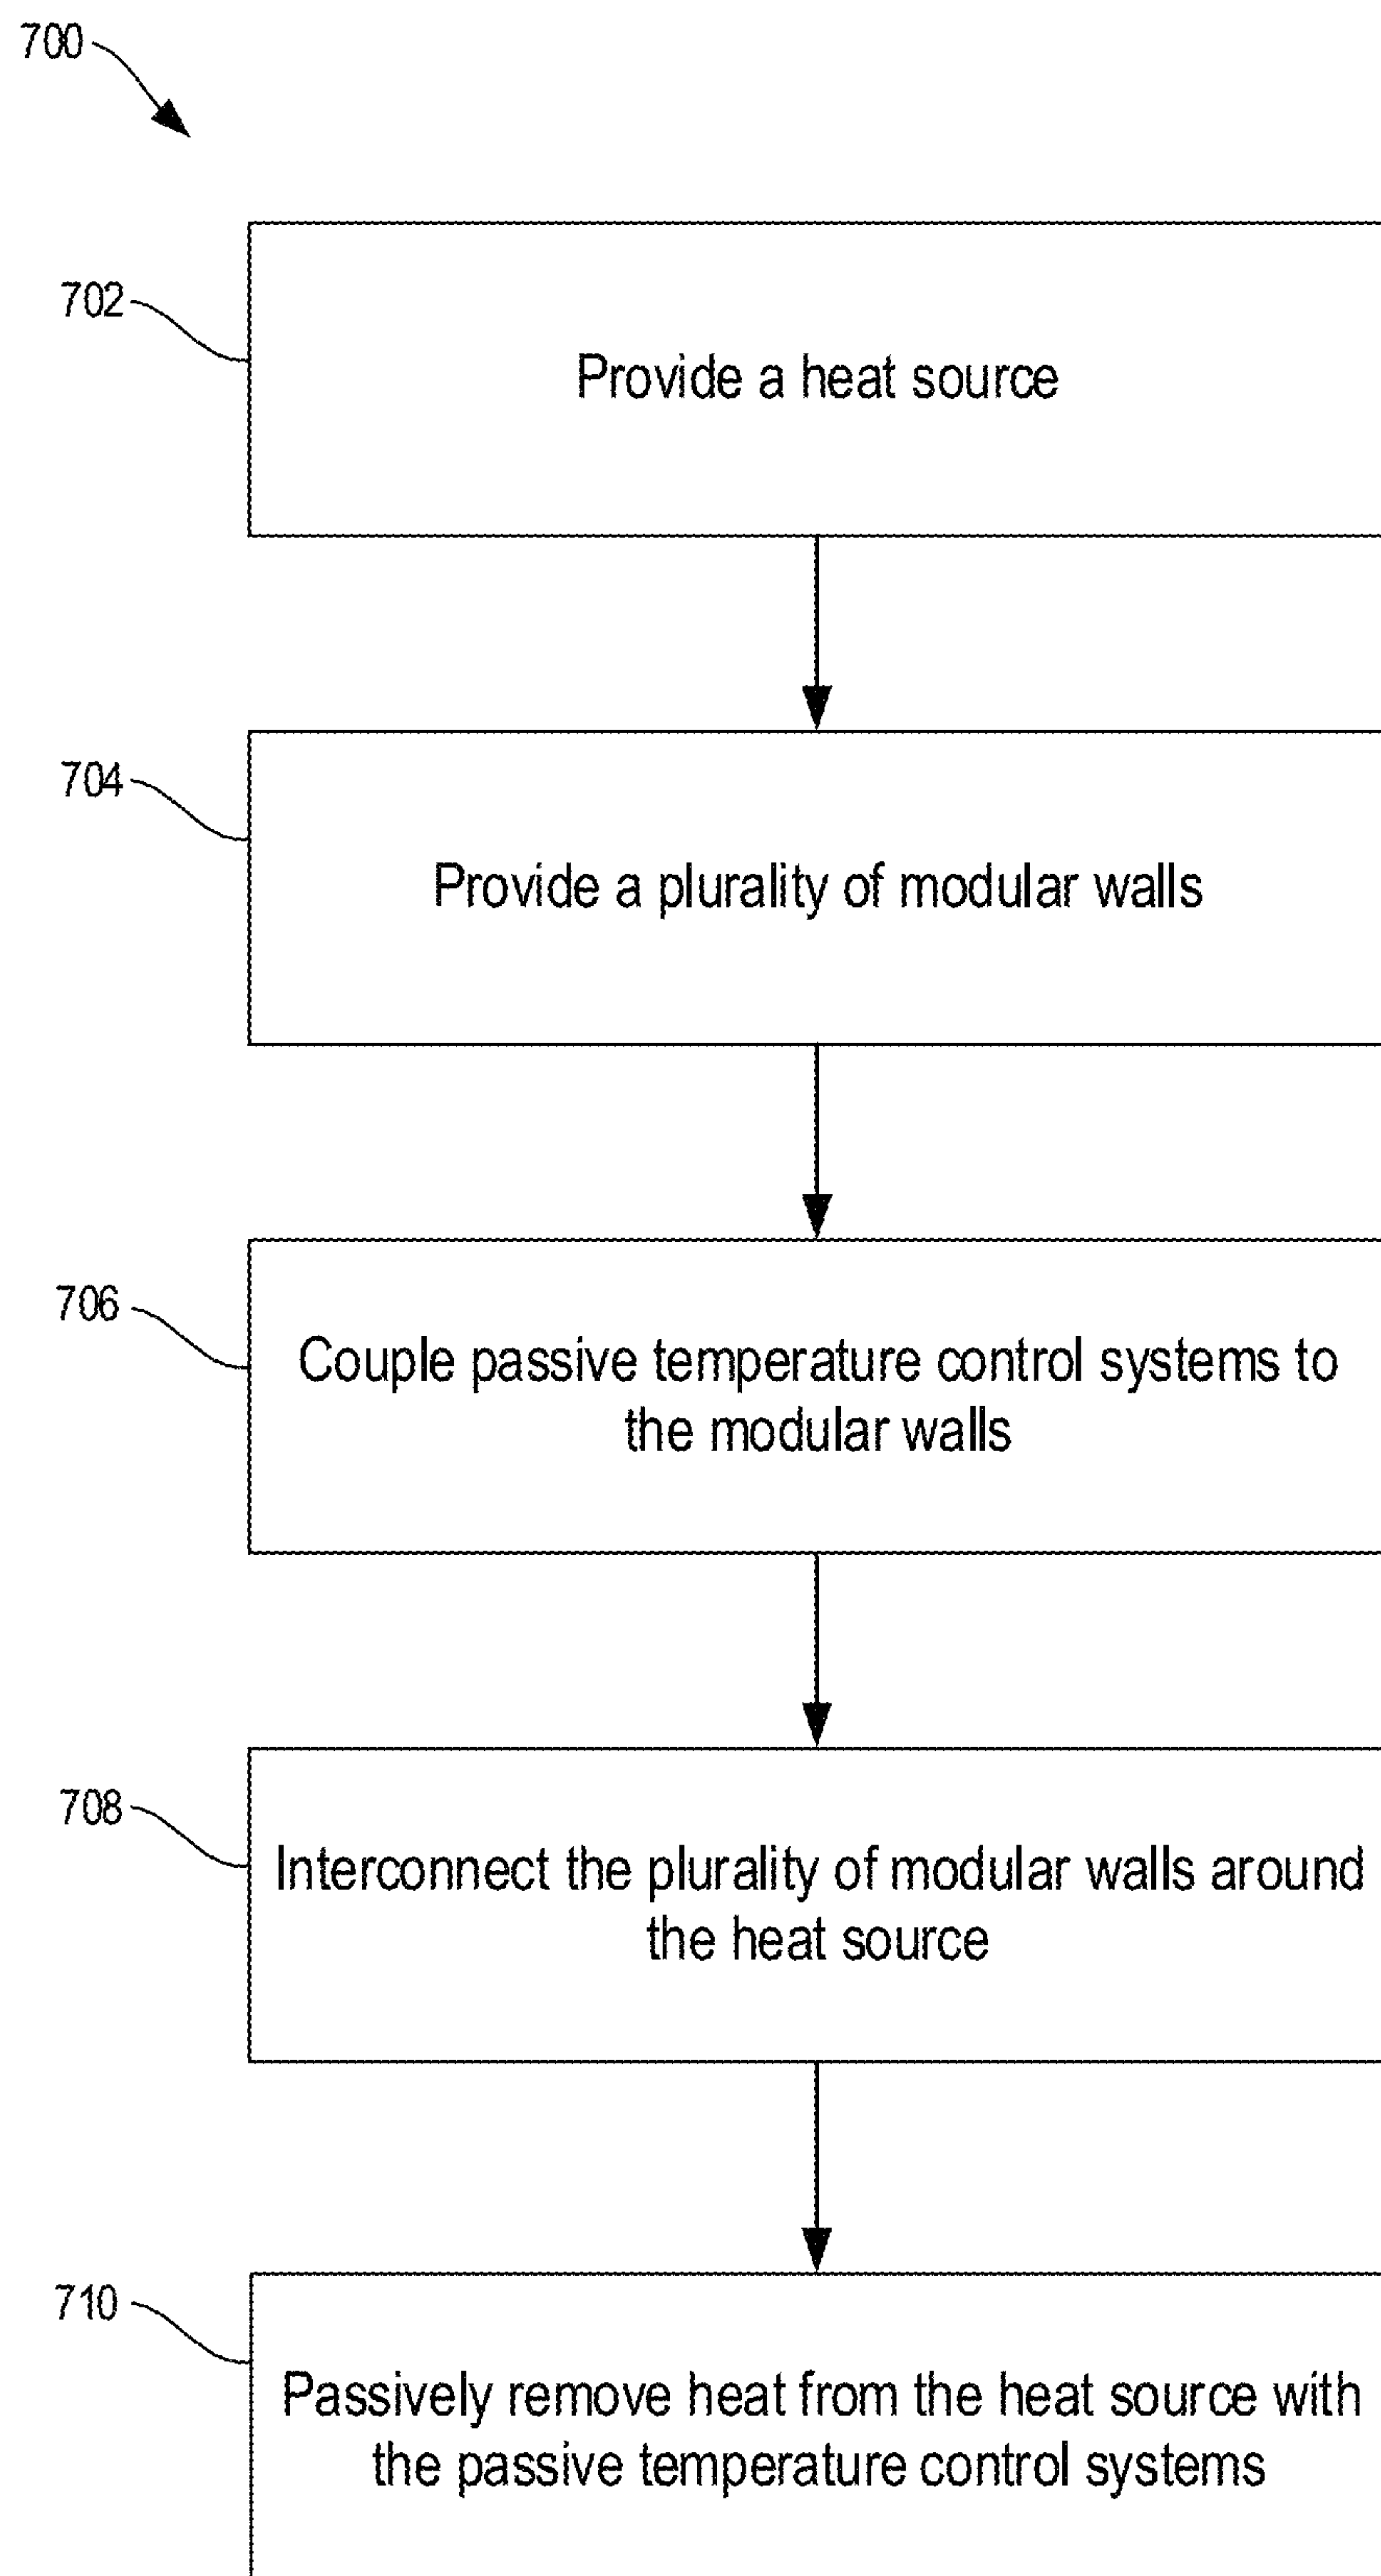 700
702
Provide a heat source
704
Provide a plurality of modular walls
706
Couple passive temperature control systems to
the modular walls
708
Interconnect the plurality of modular walls around
the heat source
710
Passively remove heat from the heat source with
the passive temperature control systems